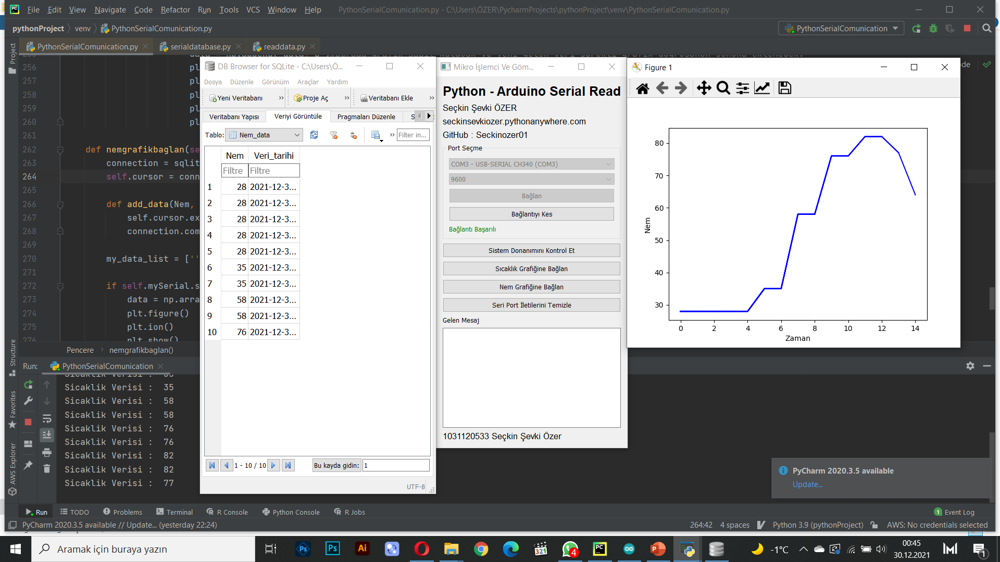 File Edit View Navigate Code Refactor Run Tools VCS Window Help PythonSerialComunication.py - C:\Users\ÖZER\PycharmProjects\pythonProject\venv\PythonSerialComunication.py
pythonProject venv PythonSerialComunication.py PythonSerialComunication
PythonSerialComunication.py serialdatabase.py readdata.py
Project
256 pl
257 pl
258 pl
259 pl
260 pl
261
262 def nemgrafikbaglan(se
263 connection = sqlit
264 self.cursor = conn
265
266 def add_data(Nem,
267 self.cursor.ex
268 connection.com
269
270 my_data_list = [''
271
272 if self.mySerial.s
273 data = np.arra
274 plt.figure()
275 plt.ion()
276 plt.show()
Pencere nemgrafikbaglan()
Structure
Favorites
AWS Explorer
Run: PythonSerialComunication
Sicaklik Verisi : 35
Sicaklik Verisi : 58
Sicaklik Verisi : 58
Sicaklik Verisi : 76
Sicaklik Verisi : 76
Sicaklik Verisi : 82
Sicaklik Verisi : 82
Sicaklik Verisi : 77
DB Browser for SQLite - C:\Users\Ö...
Dosya Düzenle Görünüm Araçlar Yardım
Yeni Veritabanı » Proje Aç » Veritabanı Ekle »
Veritabanı Yapısı Veriyi Görüntüle Pragmaları Düzenle S
Tablo: Nem_data » Filter in...
Nem Veri_tarihi
Filtre Filtre
1 28 2021-12-3...
2 28 2021-12-3...
3 28 2021-12-3...
4 28 2021-12-3...
5 28 2021-12-3...
6 35 2021-12-3...
7 35 2021-12-3...
8 58 2021-12-3...
9 58 2021-12-3...
10 76 2021-12-3...
1 - 10 / 10 Bu kayda gidin: 1
UTF-8
Mikro İşlemci Ve Göm...
Python - Arduino Serial Read
Seçkin Şevki ÖZER
seckinsevkiozer.pythonanywhere.com
GitHub : Seckinozer01
Port Seçme
COM3 - USB-SERIAL CH340 (COM3)
9600
Bağlan
Bağlantıyı Kes
Bağlantı Başarılı
Sistem Donanımını Kontrol Et
Sıcaklık Grafiğine Bağlan
Nem Grafiğine Bağlan
Seri Port İletilerini Temizle
Gelen Mesaj
1031120533 Seçkin Şevki Özer
Figure 1
80
70
60
50
40
30
Nem
0 2 4 6 8 10 12 14
Zaman
de
PyCharm 2020.3.5 available
Update...
Run TODO Problems Terminal R Console Python Console R Jobs 1 Event Log
PyCharm 2020.3.5 available // Update... (yesterday 22:24) 264:42 4 spaces Python 3.9 (pythonProject) AWS: No credentials selected
Aramak için buraya yazın Ps Ps Ai 321 4 PC -1°C 00:45
30.12.2021 1